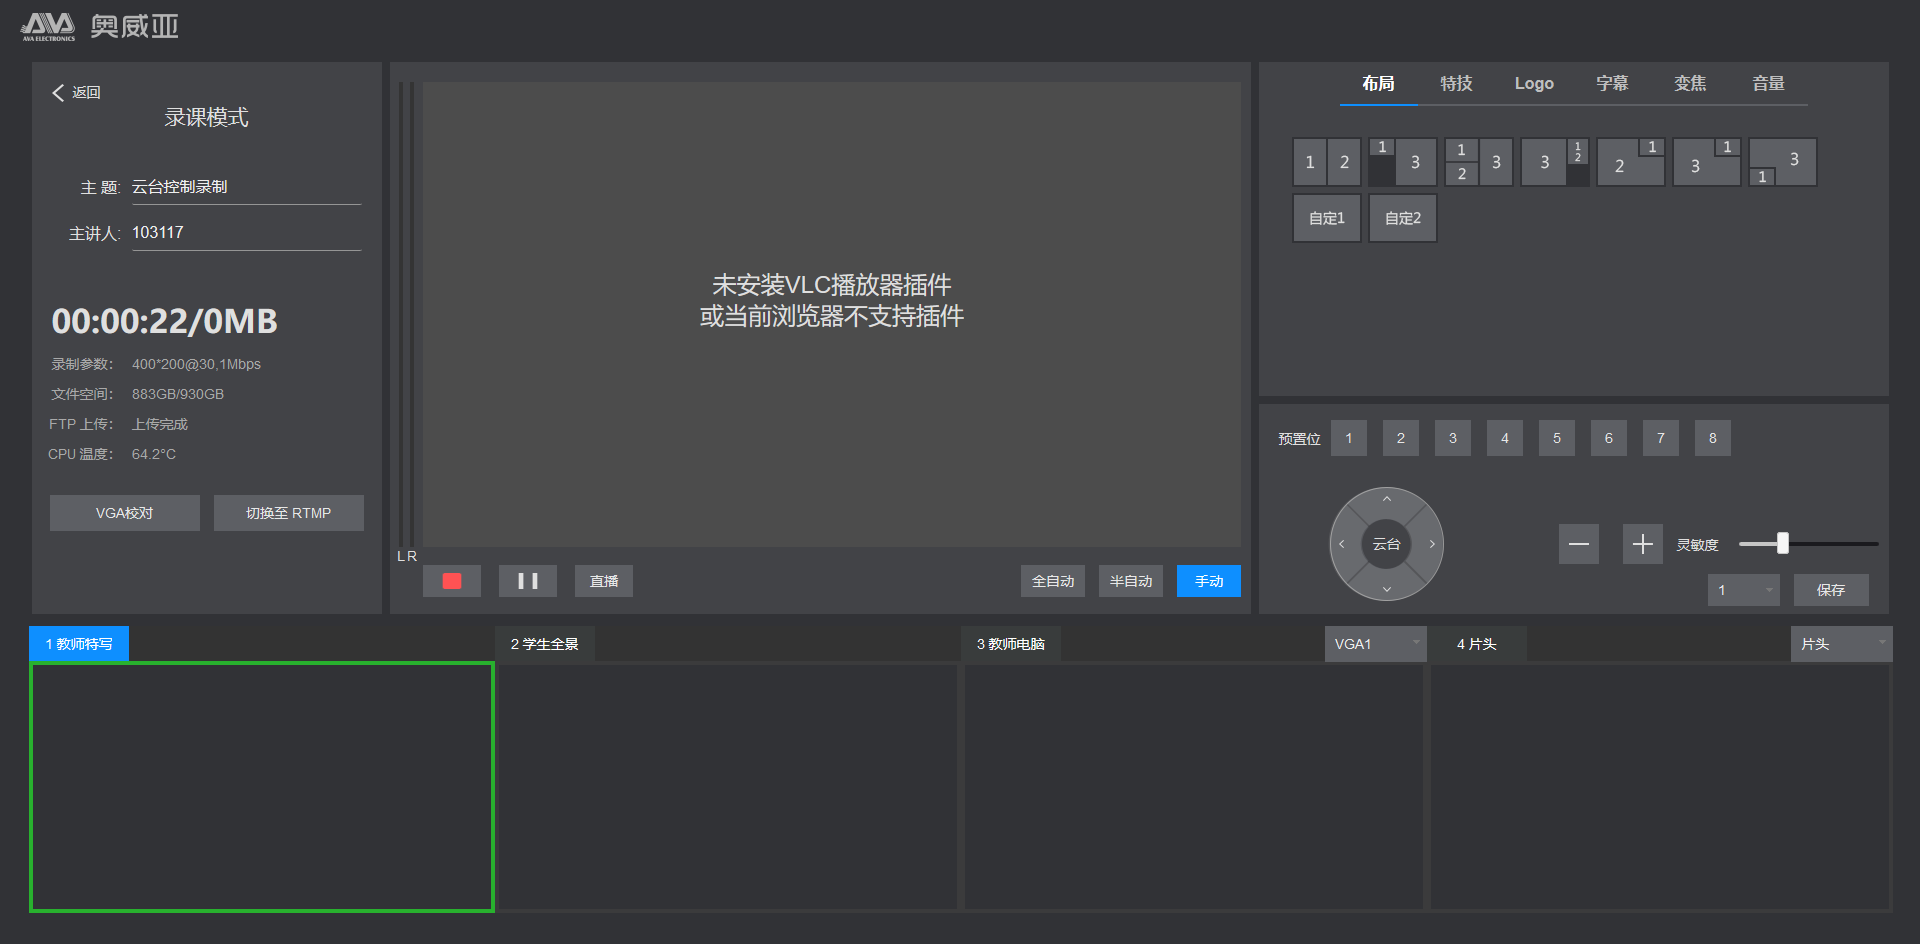 AVA
AVA ELECTRONICS
奥威亚
返回
录课模式
主 题: 云台控制录制
主讲人: 103117
00:00:22/0MB
录制参数: 400*200@30,1Mbps
文件空间: 883GB/930GB
FTP 上传: 上传完成
CPU 温度: 64.2°C
VGA校对 切换至 RTMP
未安装VLC播放器插件
或当前浏览器不支持插件
L R
直播 全自动 半自动 手动
布局 特技 Logo 字幕 变焦 音量
1 2
1 3
1 2 3
3 1 2
2 1
3 1
3 1
自定1 自定2
预置位 1 2 3 4 5 6 7 8
云台
灵敏度
1 保存
1 教师特写
2 学生全景
3 教师电脑 VGA1
4 片头 片头